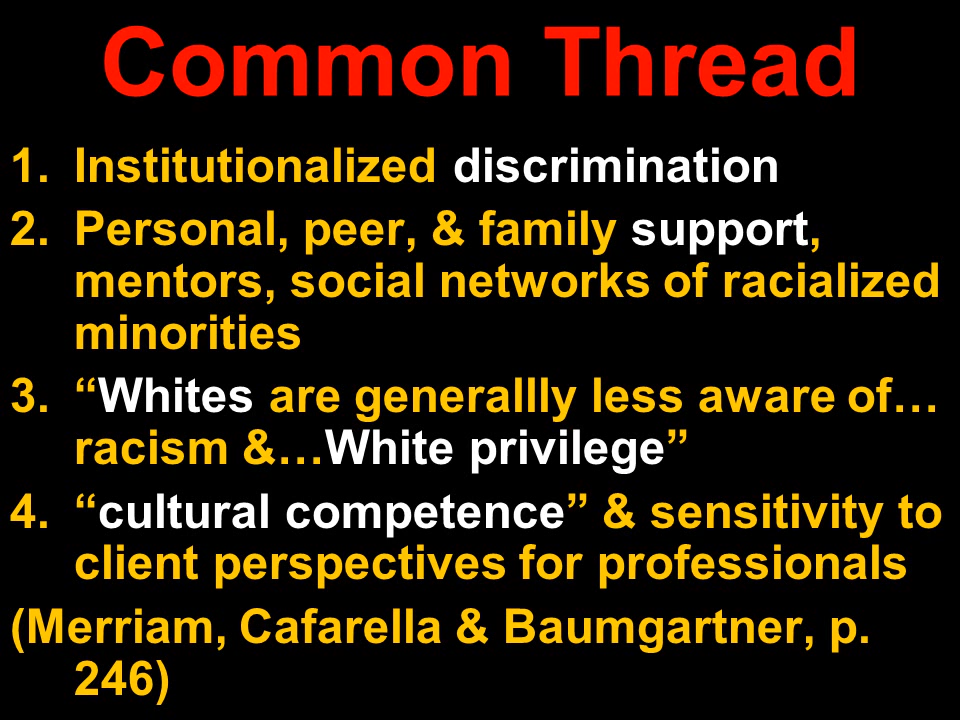 Common Thread
1. Institutionalized discrimination
2. Personal, peer, & family support,
mentors, social networks of racialized
minorities
3. “Whites are generallly less aware of…
racism &…White privilege”
4. “cultural competence” & sensitivity to
client perspectives for professionals
(Merriam, Cafarella & Baumgartner, p.
246)